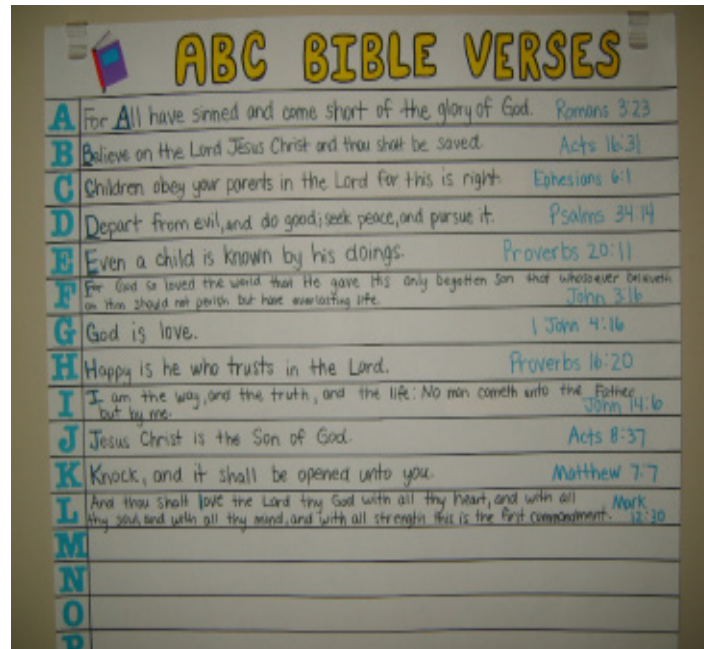 ABC BIBLE VERSES
A For All have sinned and come short of the glory of God. Romans 3:23
B Believe on the Lord Jesus Christ and thou shalt be saved. Acts 16:31
C Children obey your parents in the Lord for this is right. Ephesians 6:1
D Depart from evil, and do good; seek peace, and pursue it. Psalms 34:14
E Even a child is known by his doings. Proverbs 20:11
F For God so loved the world that He gave His only begotten Son that whosoever believeth
on Him should not perish but have everlasting life. John 3:16
G God is love. 1 John 4:16
H Happy is he who trusts in the Lord. Proverbs 16:20
I I am the way, and the truth, and the life: No man cometh unto the Father
but by me. John 14:6
J Jesus Christ is the Son of God. Acts 8:37
K Knock, and it shall be opened unto you. Matthew 7:7
L And thou shalt love the Lord thy God with all thy heart, and with all Mark
thy soul, and with all thy mind, and with all strength this is the first commandment. 12:30
M
N
O
P